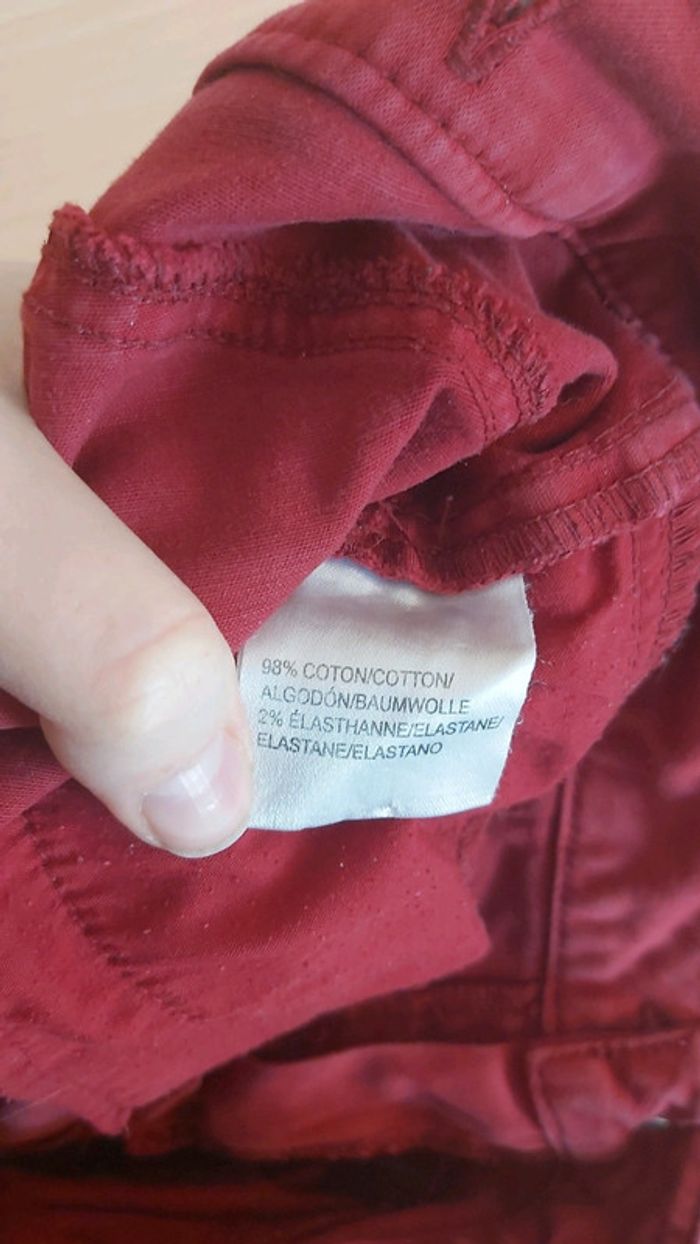 98% COTON/COTTON/
ALGODÓN/BAUMWOLLE
2% ÉLASTHANNE/ELASTANE/
ELASTANE/ELASTANO